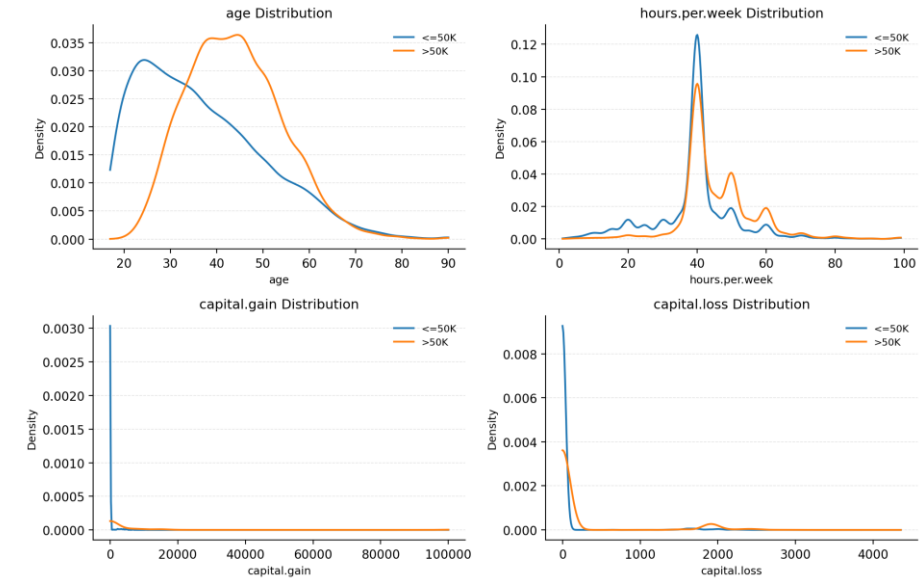 age Distribution
<=50K
>50K
0.035
0.030
0.025
0.020
0.015
0.010
0.005
0.000
Density
20 30 40 50 60 70 80 90
age
hours.per.week Distribution
<=50K
>50K
0.12
0.10
0.08
0.06
0.04
0.02
0.00
Density
0 20 40 60 80 100
hours.per.week
capital.gain Distribution
<=50K
>50K
0.0030
0.0025
0.0020
0.0015
0.0010
0.0005
0.0000
Density
0 20000 40000 60000 80000 100000
capital.gain
capital.loss Distribution
<=50K
>50K
0.008
0.006
0.004
0.002
0.000
Density
0 1000 2000 3000 4000
capital.loss